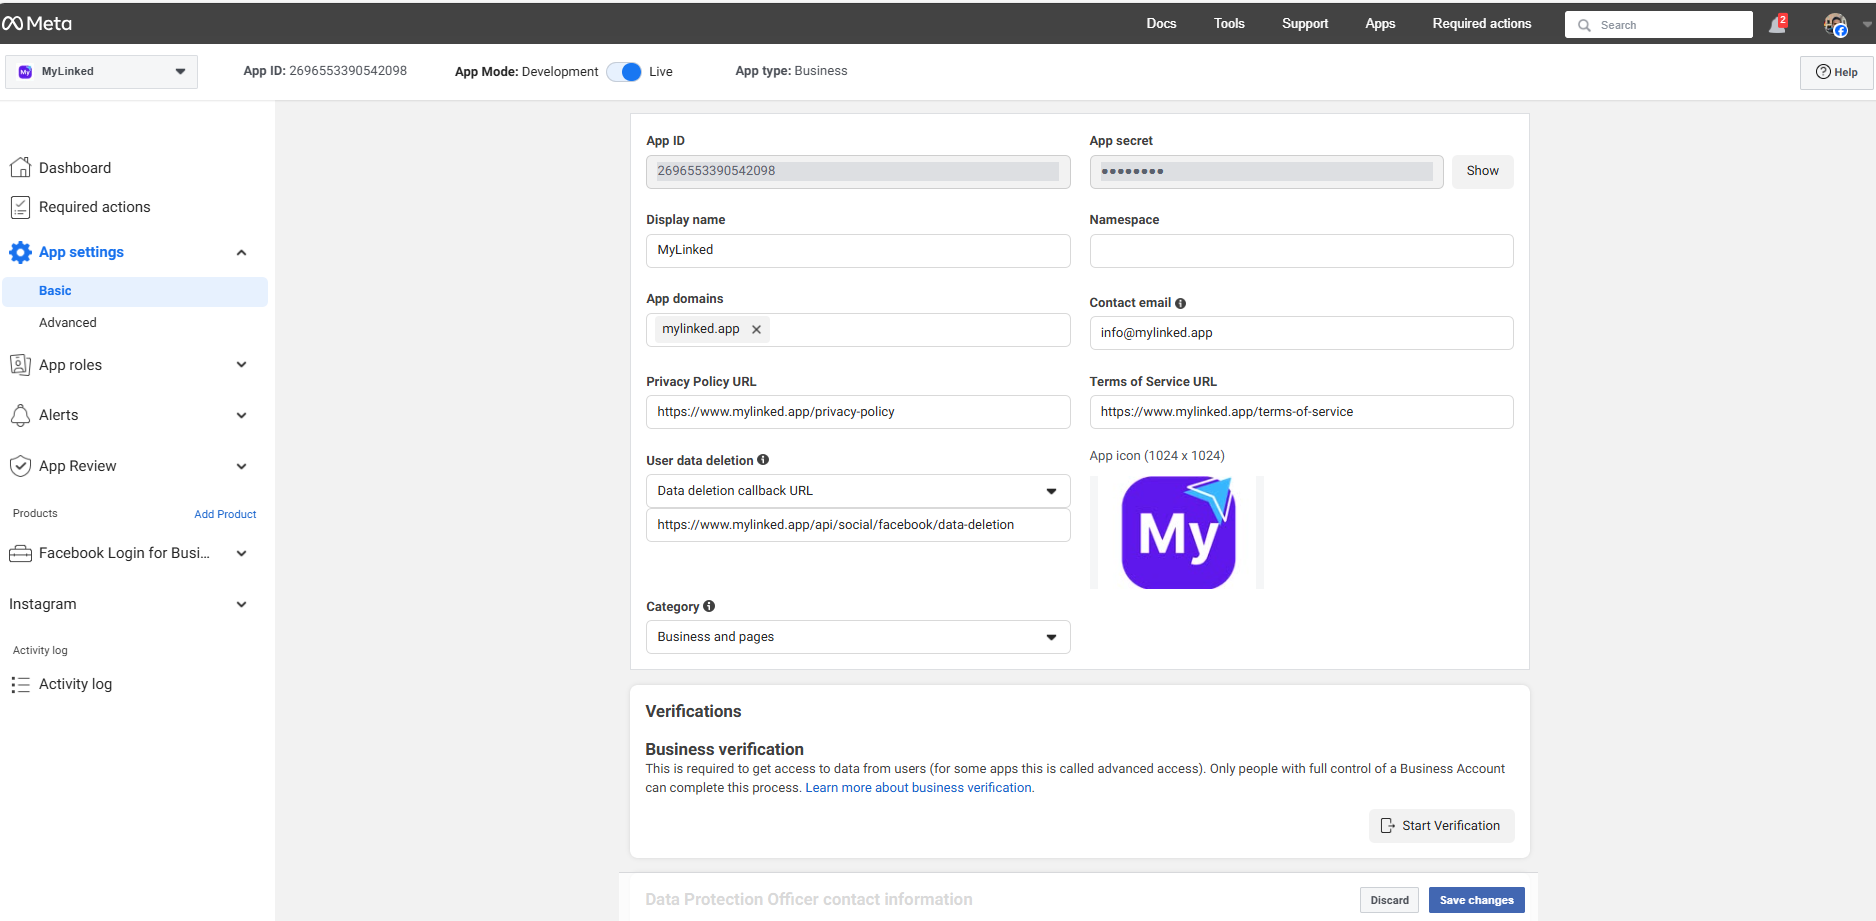 Meta
Docs
Tools
Support
Apps
Required actions
Search
2
MyLinked
App ID: 2696553390542098
App Mode: Development
Live
App type: Business
Help
Dashboard
Required actions
App settings
Basic
Advanced
App roles
Alerts
App Review
Products
Add Product
Facebook Login for Busi...
Instagram
Activity log
Activity log
App ID
2696553390542098
App secret
••••••••
Show
Display name
MyLinked
Namespace
App domains
mylinked.app
Contact email
info@mylinked.app
Privacy Policy URL
https://www.mylinked.app/privacy-policy
Terms of Service URL
https://www.mylinked.app/terms-of-service
User data deletion
Data deletion callback URL
https://www.mylinked.app/api/social/facebook/data-deletion
App icon (1024 x 1024)
My
Category
Business and pages
Verifications
Business verification
This is required to get access to data from users (for some apps this is called advanced access). Only people with full control of a Business Account
can complete this process. Learn more about business verification.
Start Verification
Data Protection Officer contact information
Discard
Save changes